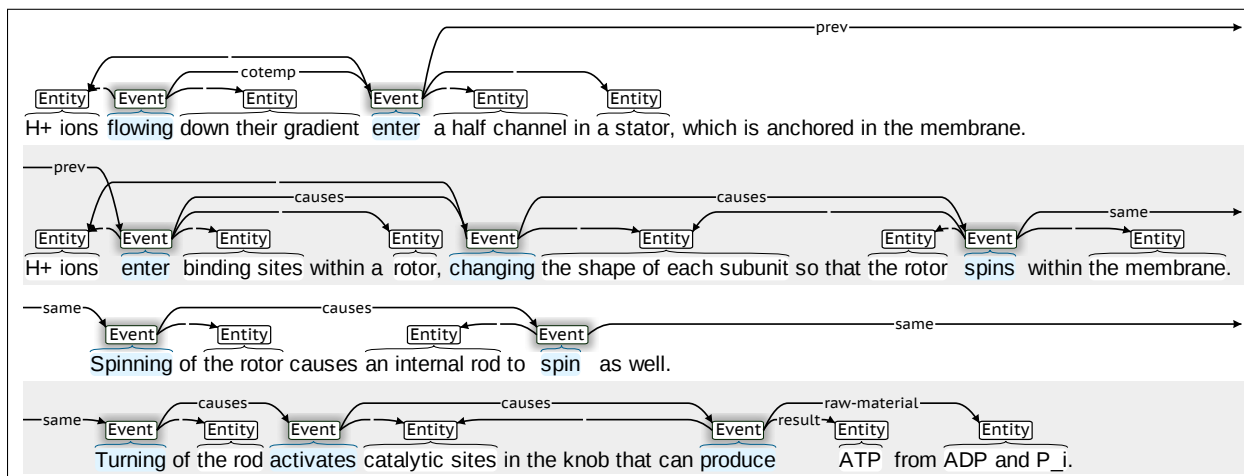 prev
cotemp
Entity Event Entity Event Entity Entity
H+ ions flowing down their gradient enter a half channel in a stator, which is anchored in the membrane.
prev
causes causes same
Entity Event Entity Entity Event Entity Entity Event Entity
H+ ions enter binding sites within a rotor, changing the shape of each subunit so that the rotor spins within the membrane.
same causes same
Event Entity Entity Event
Spinning of the rotor causes an internal rod to spin as well.
causes causes raw-material
same result
Event Entity Event Entity Event Entity Entity
Turning of the rod activates catalytic sites in the knob that can produce ATP from ADP and P_i.